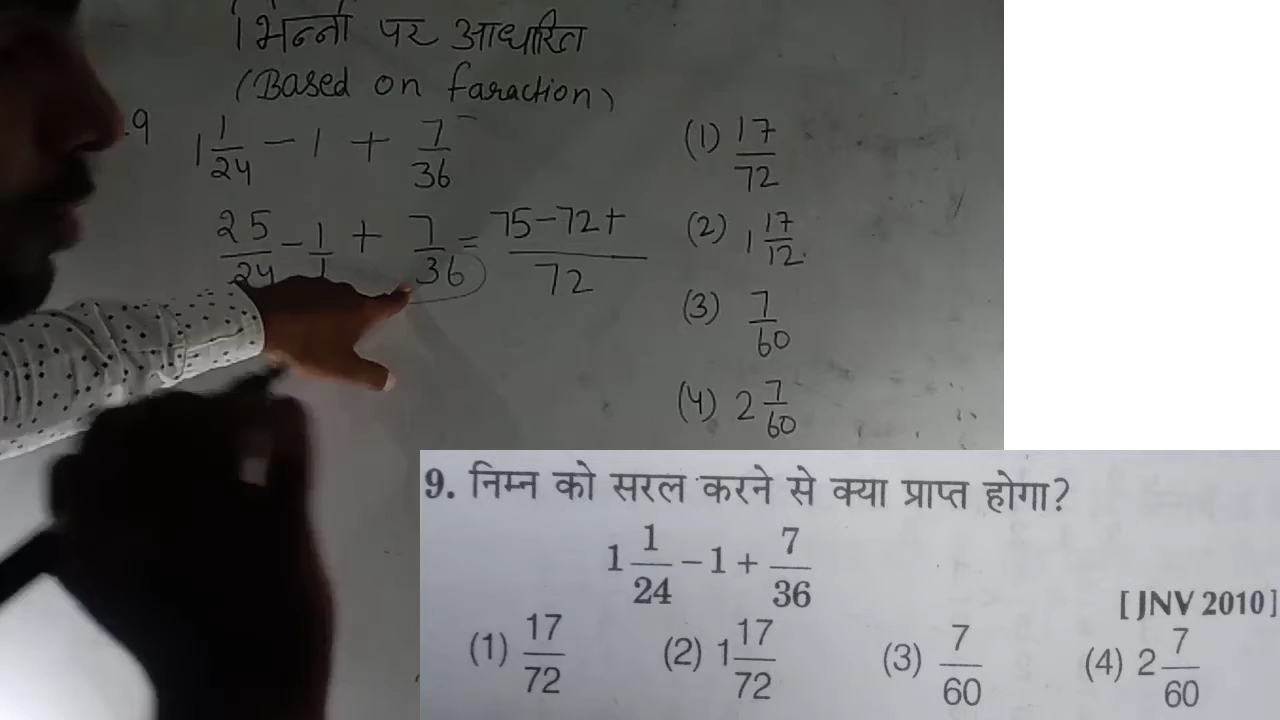 भिन्नों पर आधारित
(Based on faraction)
.9 1 1/24 - 1 + 7/36
25/24 - 1/1 + 7/36 = 75-72+/72
(1) 17/72
(2) 1 17/12
(3) 7/60
(4) 2 7/60
9. निम्न को सरल करने से क्या प्राप्त होगा?
1 1/24 - 1 + 7/36
[JNV 2010]
(1) 17/72 (2) 1 17/72 (3) 7/60 (4) 2 7/60